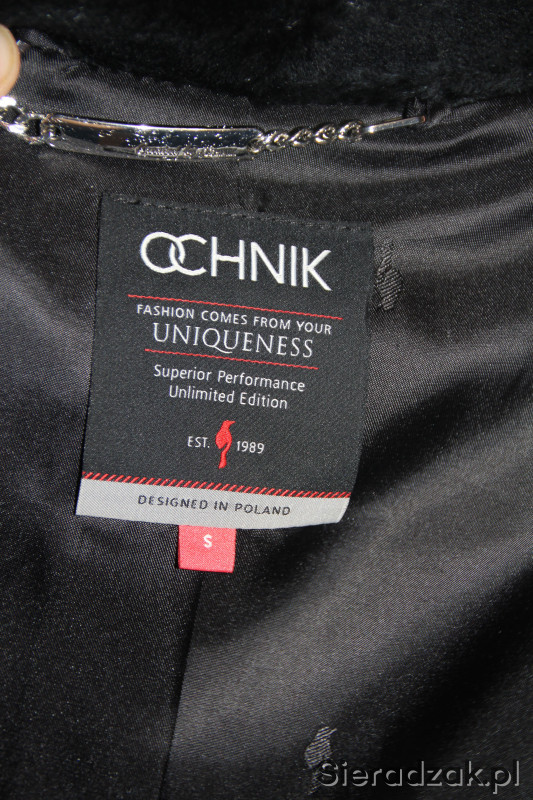 OCHNIK
FASHION COMES FROM YOUR
UNIQUENESS
Superior Performance
Unlimited Edition
EST. 1989
DESIGNED IN POLAND
S
Sieradzak.pl